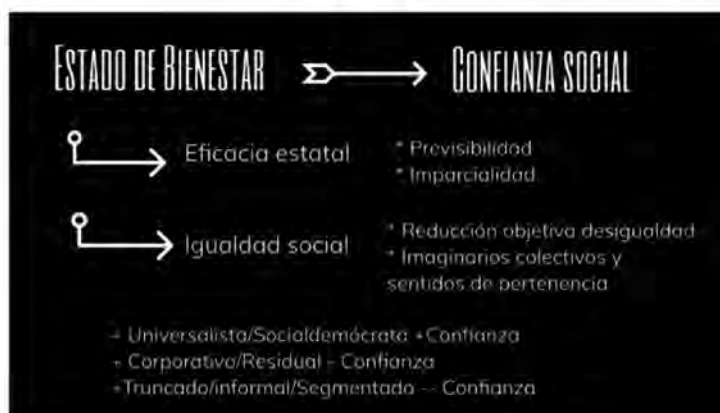 ESTADO DE BIENESTAR
CONFIANZA SOCIAL
Eficacia estatal
* Previsibilidad
* Imparcialidad
Igualdad social
* Reducción objetiva desigualdad
* Imaginarios colectivos y
sentidos de pertenencia
+ Universalista/Socialdemócrata +Confianza
+ Corporativo/Residual - Confianza
+Truncado/informal/Segmentado -- Confianza